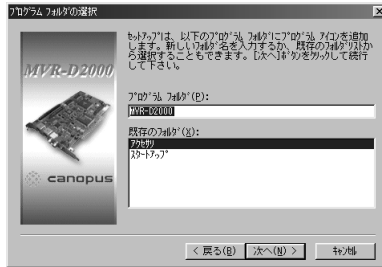 ﾌﾟﾛｸﾞﾗﾑ ﾌｫﾙﾀﾞの選択
ｾｯﾄｱｯﾌﾟは、以下のﾌﾟﾛｸﾞﾗﾑ ﾌｫﾙﾀﾞにﾌﾟﾛｸﾞﾗﾑ ｱｲｺﾝを追加
します。新しいﾌｫﾙﾀﾞ名を入力するか、既存のﾌｫﾙﾀﾞﾘｽﾄか
ら選択することもできます。[次へ]ﾎﾞﾀﾝをｸﾘｯｸして続行
して下さい。
MVR-D2000
ﾌﾟﾛｸﾞﾗﾑ ﾌｫﾙﾀﾞ(P):
MVR-D2000
既存のﾌｫﾙﾀﾞ(X):
ｱｸｾｻﾘ
ｽﾀｰﾄｱｯﾌﾟ
canopus
< 戻る(B)
次へ(N) >
ｷｬﾝｾﾙ